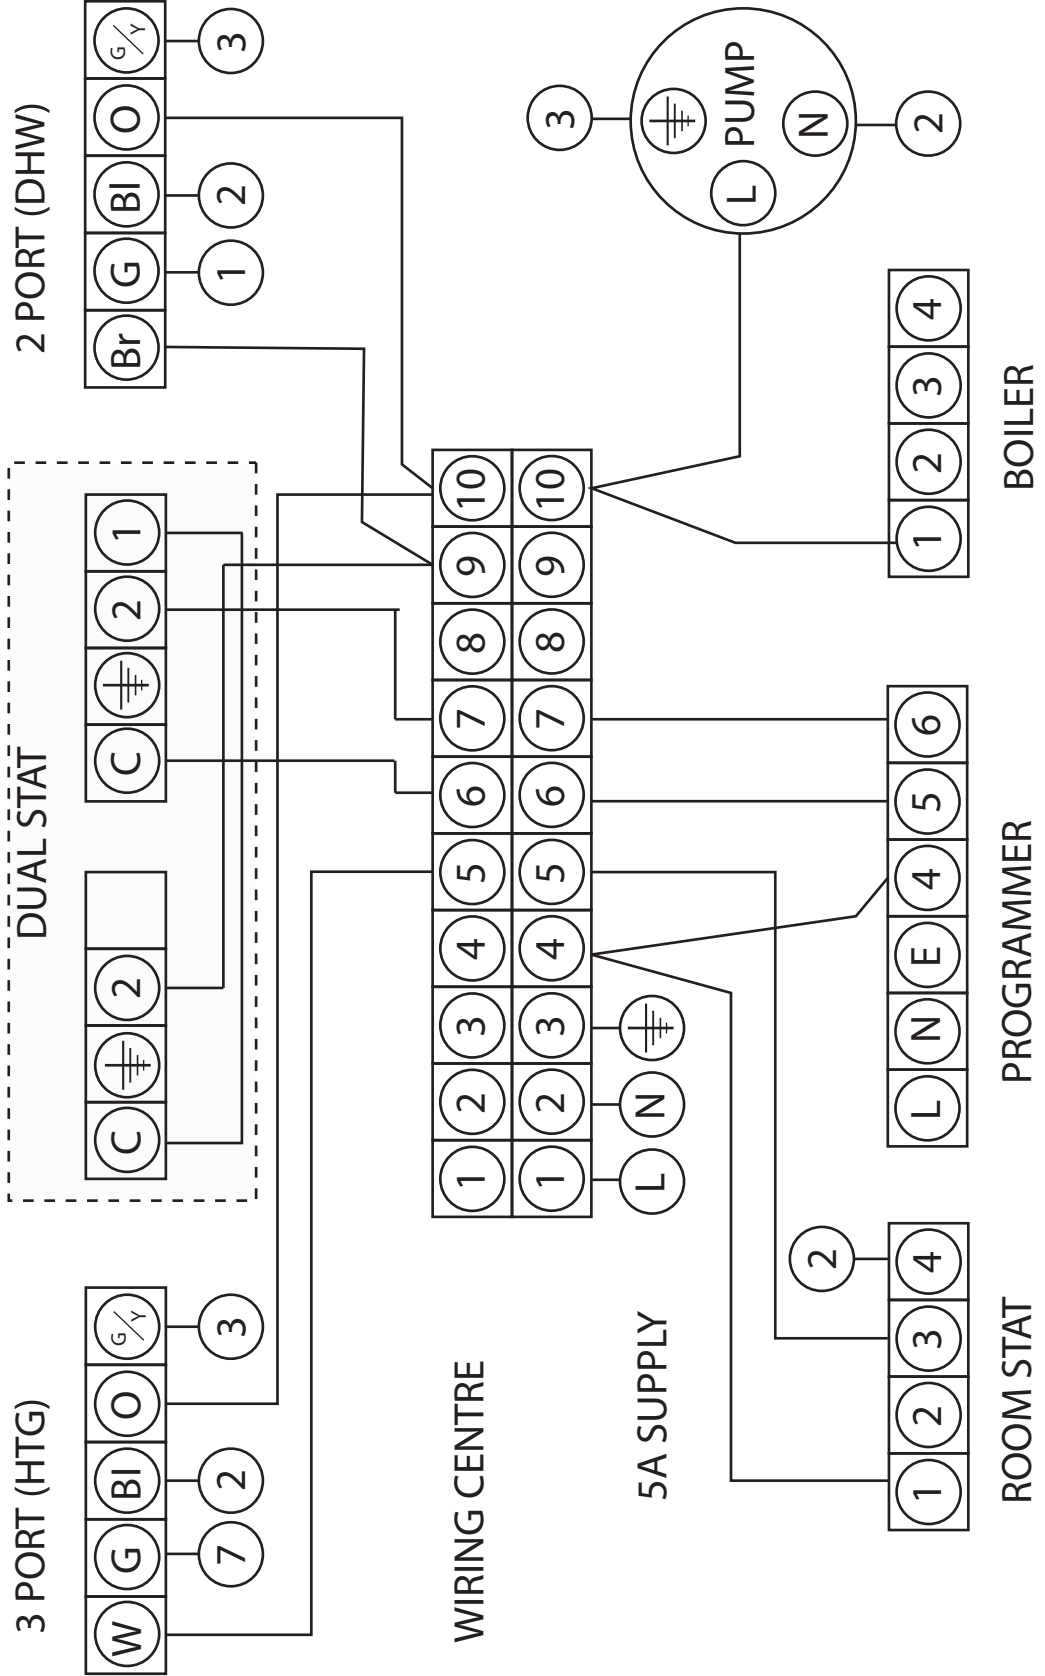 3 PORT (HTG)
W G Bl O G/Y
7 2 3
DUAL STAT
C 2
C 2 1
2 PORT (DHW)
Br G Bl O G/Y
1 2 3
WIRING CENTRE
1 2 3 4 5 6 7 8 9 10
1 2 3 4 5 6 7 8 9 10
5A SUPPLY
L N
3
L PUMP N
2
2
1 2 3 4
ROOM STAT
L N E 4 5 6
PROGRAMMER
1 2 3 4
BOILER